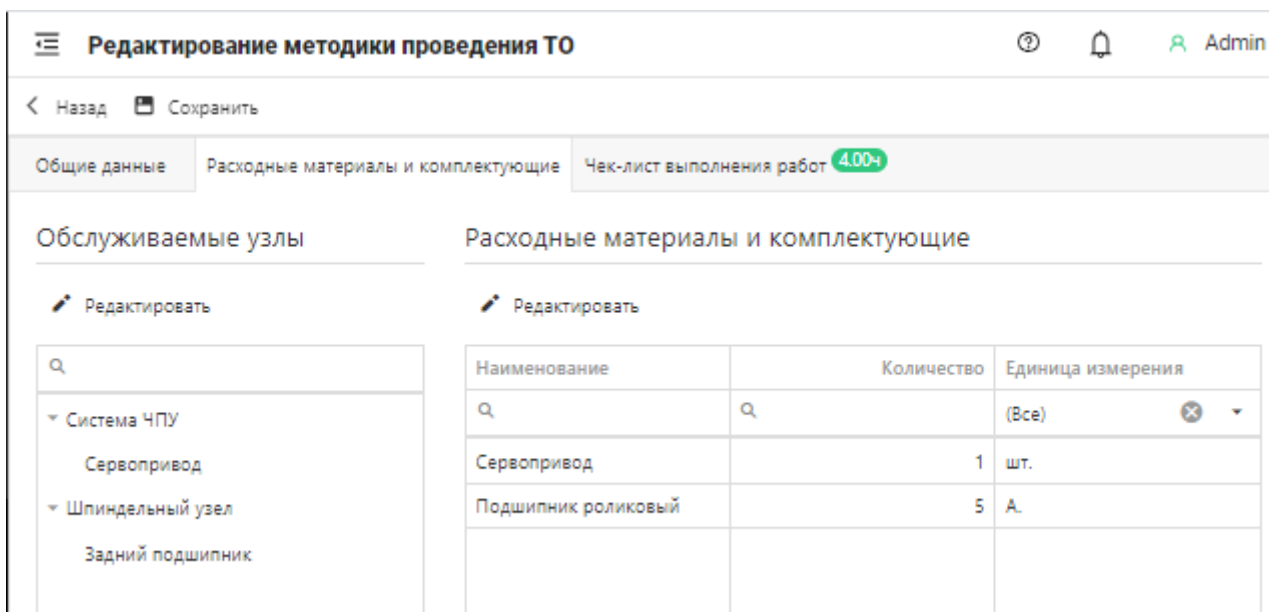 Редактирование методики проведения ТО
Admin
Назад Сохранить
Общие данные Расходные материалы и комплектующие Чек-лист выполнения работ 4.00ч
Обслуживаемые узлы
Редактировать
Система ЧПУ
Сервопривод
Шпиндельный узел
Задний подшипник
Расходные материалы и комплектующие
Редактировать
Наименование Количество Единица измерения
(Все)
Сервопривод 1 шт.
Подшипник роликовый 5 А.